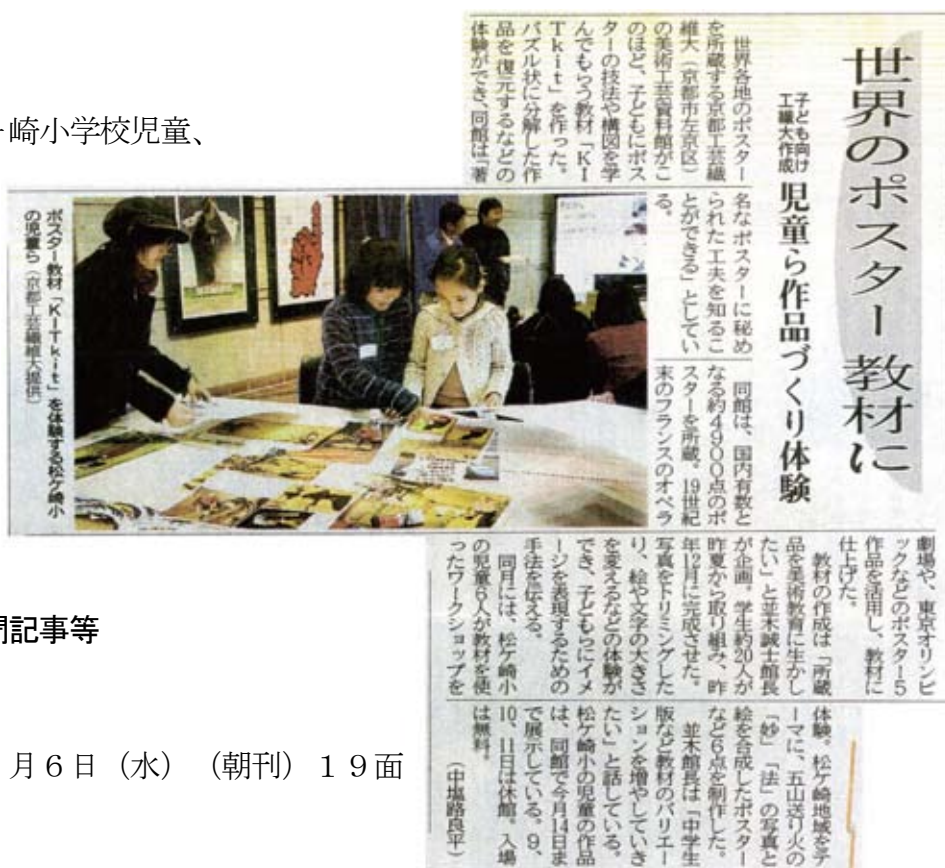 崎小学校児童、
世界のポスター教材に
子ども向け
工繊大作成
児童ら作品づくり体験
世界各地のポスター
を所蔵する京都工芸繊
維大（京都市左京区）
の美術工芸資料館がこ
のほど、子どもにポス
ターの技法や構図を学
んでもらう教材「KI
Tkit」を作った。
パズル状に分解した作
品を復元するなどの
体験ができ、同館は「著
名なポスターに秘め
られた工夫を知るこ
とができる」としてい
る。
同館は、国内有数と
なる約4900点のポ
スターを所蔵。19世紀
末のフランスのオペラ
劇場や、東京オリンピ
ックなどのポスター5
作品を活用し、教材に
仕上げた。
教材の作成は「所蔵
品を美術教育に生かし
たい」と並木誠士館長
が企画。学生約20人が
昨夏から取り組み、昨
年12月に完成させた。
写真をトリミングした
り、絵や文字の大きさ
を変えるなどの体験が
でき、子どもらにイメ
ージを表現するための
手法を伝える。
同月には、松ケ崎小
の児童6人が教材を使
ったワークショップを
体験。松ケ崎地域をテ
ーマに、五山送り火の
「妙」「法」の写真と
絵を合成したポスター
など6点を制作した。
並木館長は「中学生
版など教材のバリエー
ションを増やしていき
たい」と話している。
松ケ崎小の児童の作品
は、同館で今月14日ま
で展示している。9、
10、11日は休館。入場
は無料。
（中塩路良平）
ポスター教材「KITkit」を体験する松ケ崎小
の児童ら（京都工芸繊維大提供）
記事等
月６日（水）（朝刊）１９面